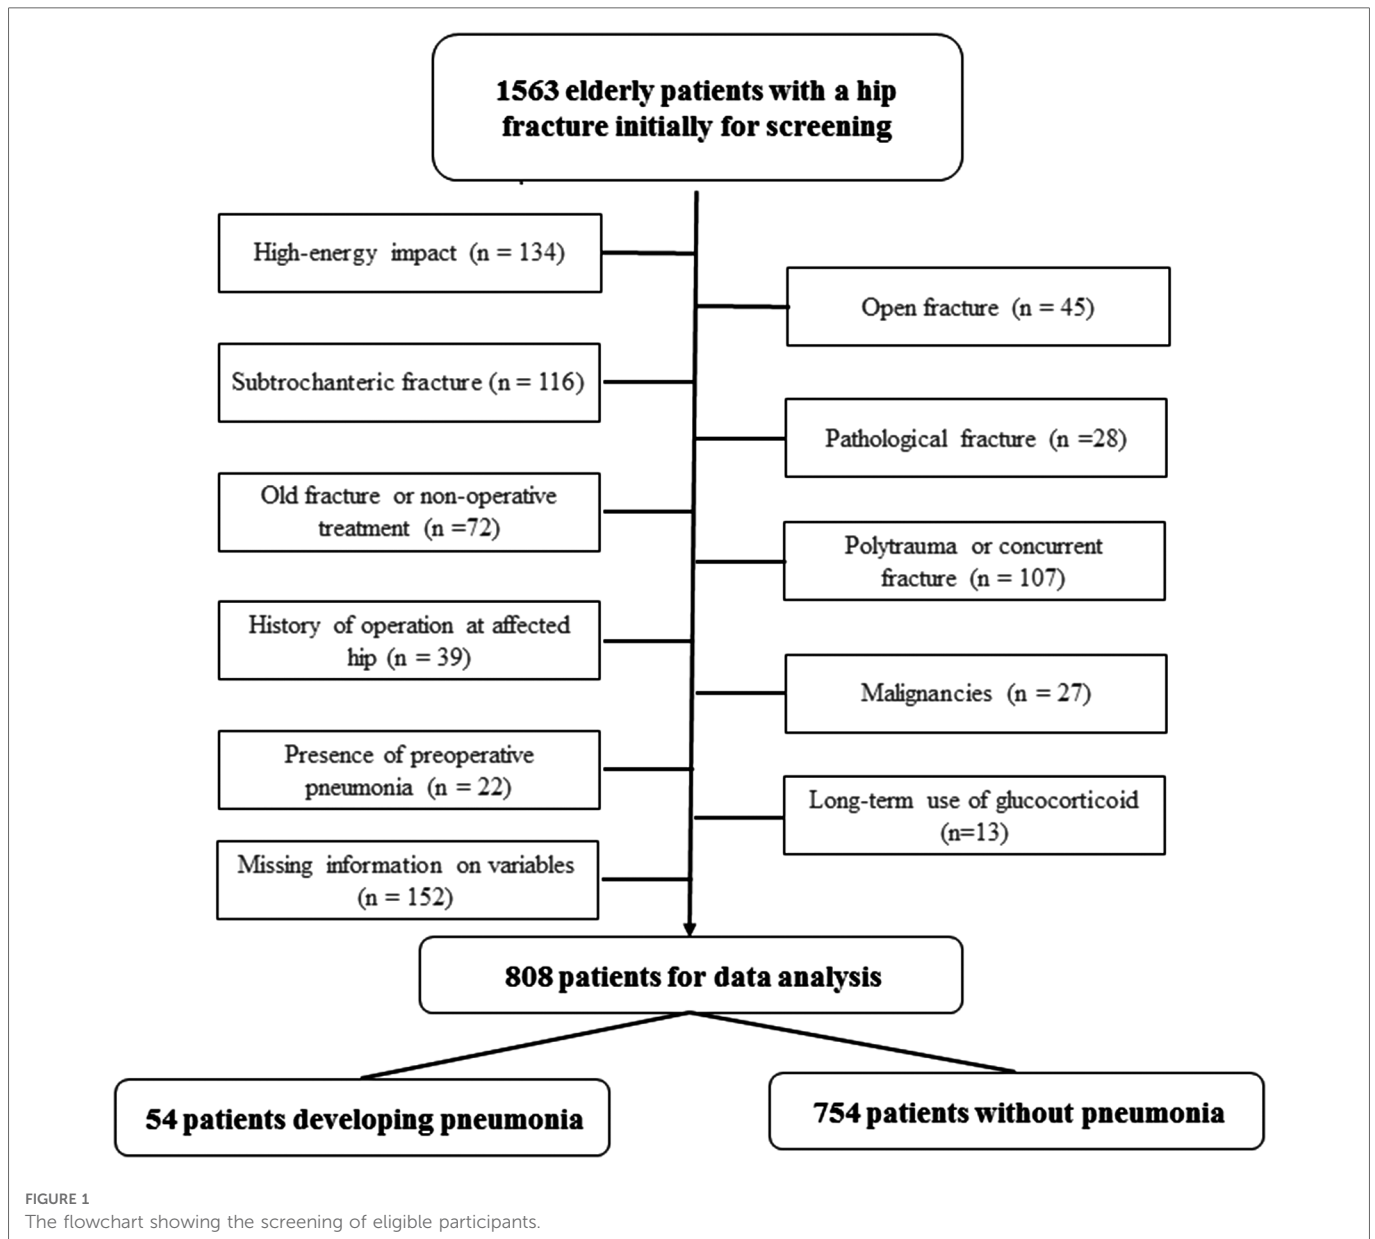 1563 elderly patients with a hip
fracture initially for screening
High-energy impact (n = 134)
Open fracture (n = 45)
Subtrochanteric fracture (n = 116)
Pathological fracture (n =28)
Old fracture or non-operative
treatment (n =72)
Polytrauma or concurrent
fracture (n = 107)
History of operation at affected
hip (n = 39)
Malignancies (n = 27)
Presence of preoperative
pneumonia (n = 22)
Long-term use of glucocorticoid
(n=13)
Missing information on variables
(n = 152)
808 patients for data analysis
54 patients developing pneumonia
754 patients without pneumonia
FIGURE 1
The flowchart showing the screening of eligible participants.